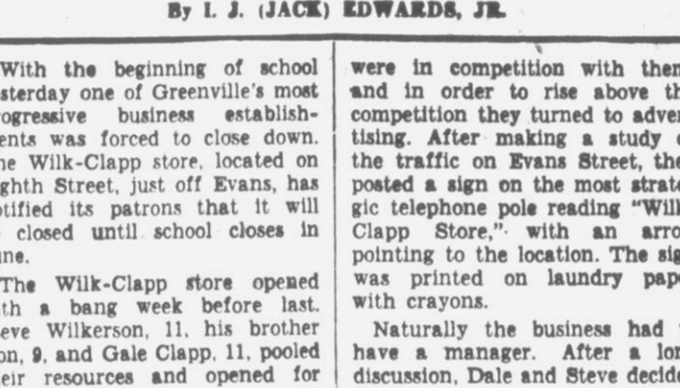 By I. J. (JACK) EDWARDS, JR.
With the beginning of school
sterday one of Greenville's most
rogressive business establish-
ents was forced to close down.
he Wilk-Clapp store, located on
ghth Street, just off Evans, has
otified its patrons that it will
closed until school closes in
une.
The Wilk-Clapp store opened
th a bang week before last.
eve Wilkerson, 11, his brother
on, 9, and Gale Clapp, 11, pooled
eir resources and opened for
were in competition with them
and in order to rise above th
competition they turned to adver
tising. After making a study o
the traffic on Evans Street, the
posted a sign on the most strate
gic telephone pole reading "Wilk
Clapp Store," with an arro
pointing to the location. The sig
was printed on laundry pape
with crayons.
Naturally the business had
have a manager. After a lon
discussion, Dale and Steve decide